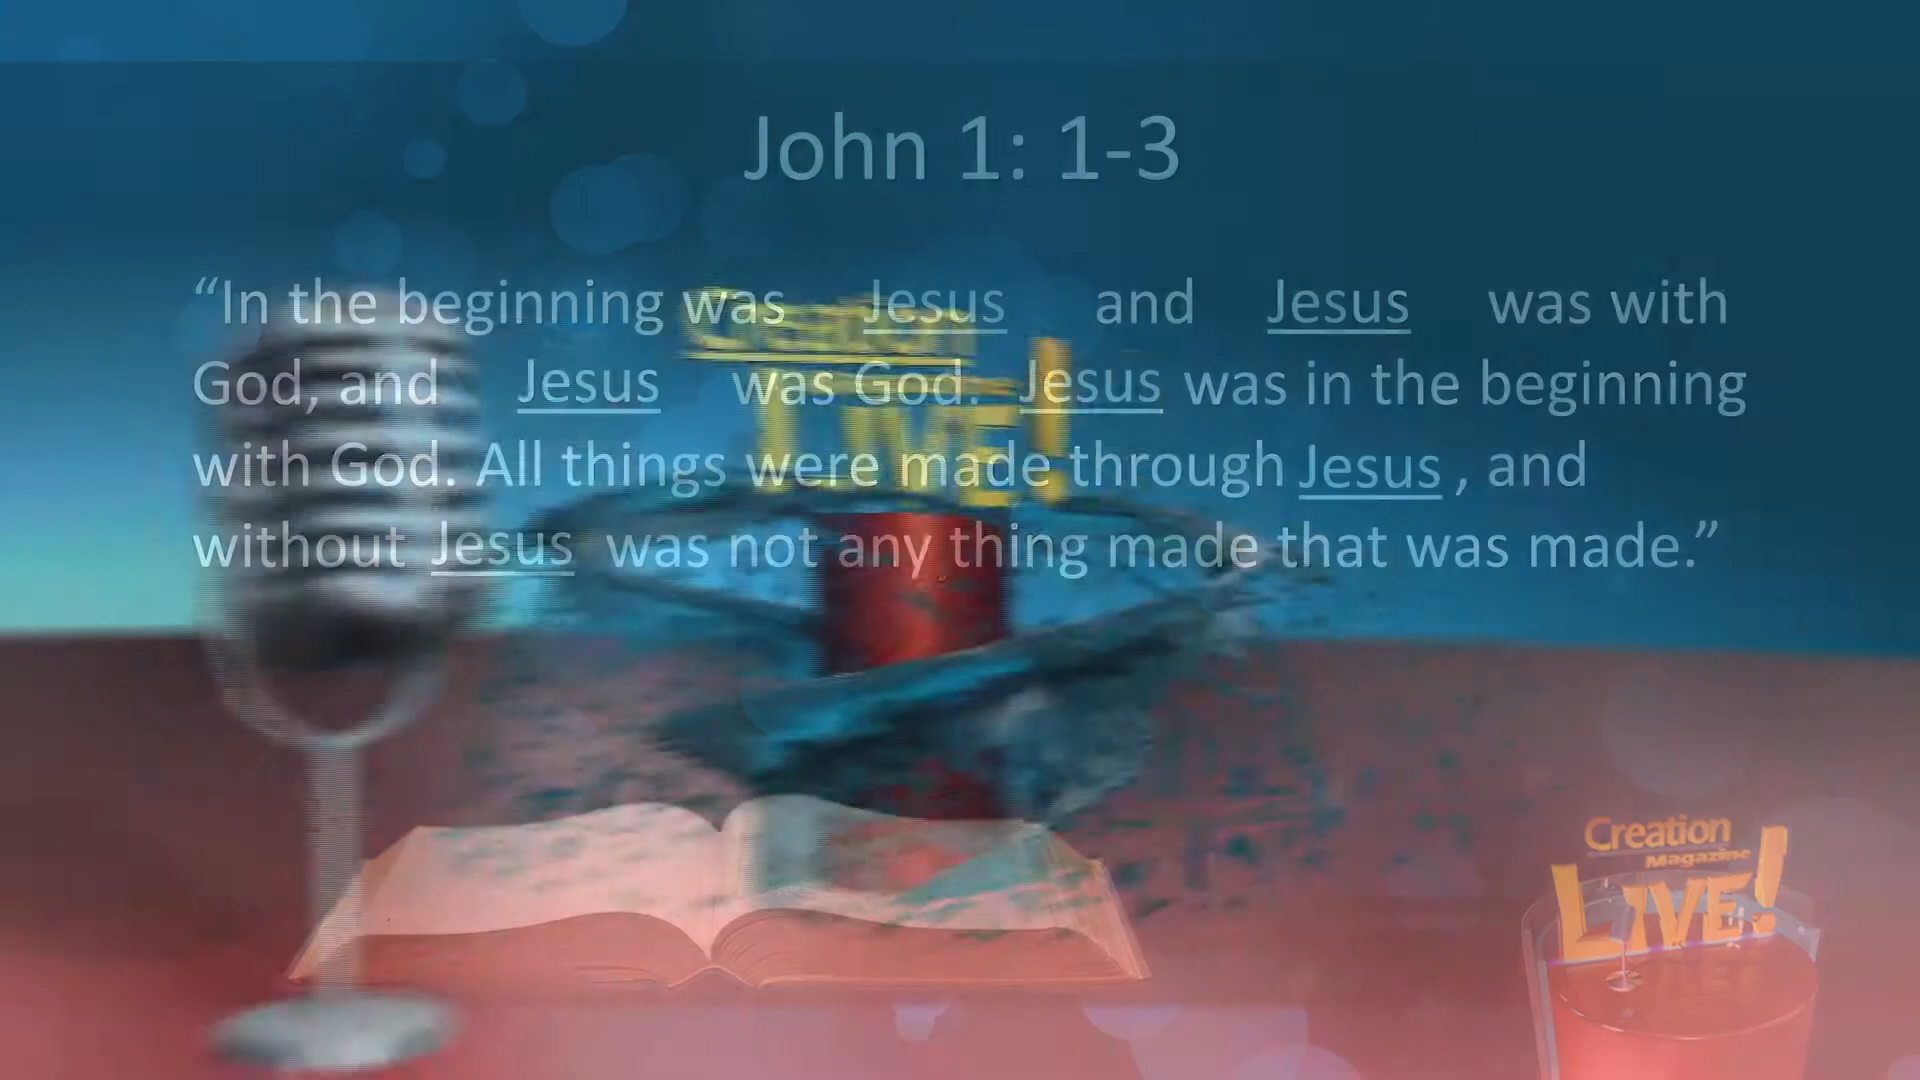 John 1: 1-3
“In the beginning was Jesus and Jesus was with
God, and Jesus was God. Jesus was in the beginning
with God. All things were made through Jesus , and
without Jesus was not any thing made that was made.”
Creation
LIVE!
Creation
Magazine
LIVE!